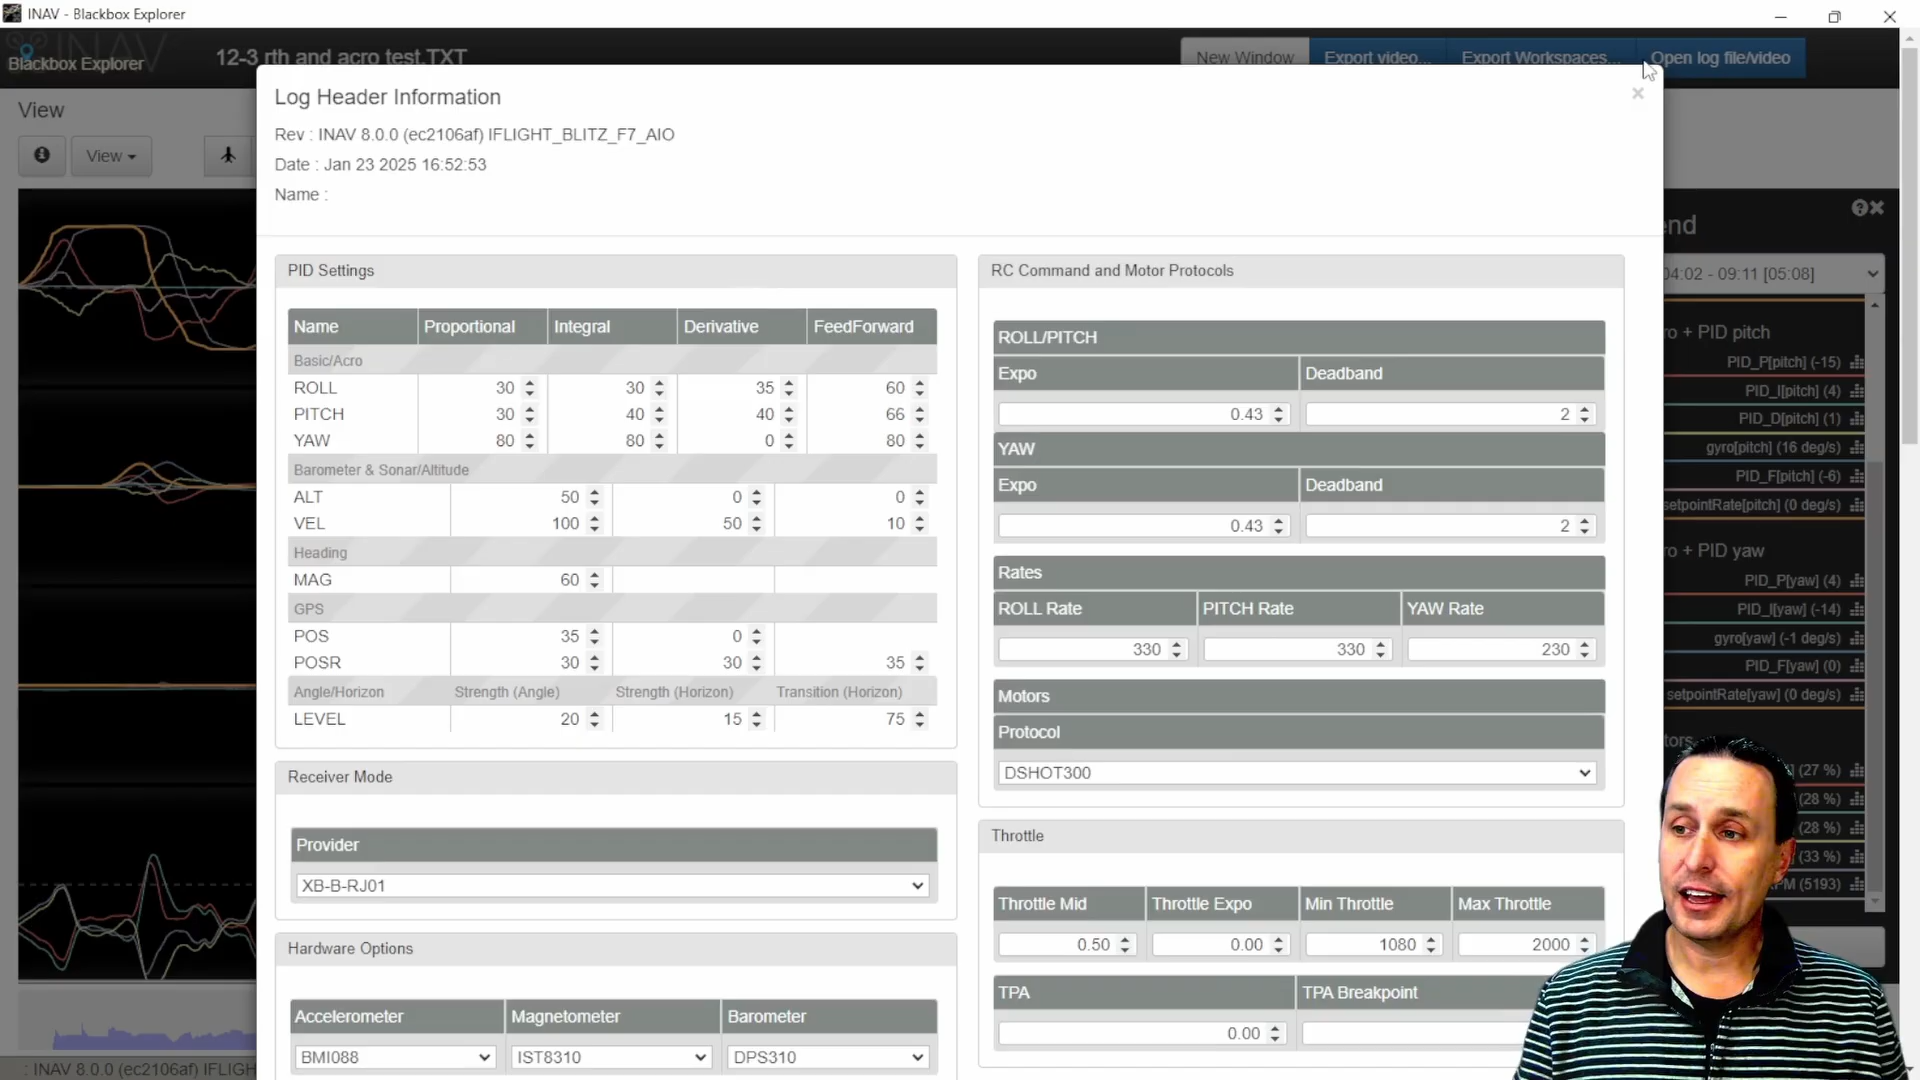 INAV - Blackbox Explorer
INAV
Blackbox Explorer
12-3 rth and acro test.TXT
New Window
Export video...
Export Workspaces...
Open log file/video
View
View
Log Header Information
Rev : INAV 8.0.0 (ec2106af) IFLIGHT_BLITZ_F7_AIO
Date : Jan 23 2025 16:52:53
Name :
PID Settings
Name Proportional Integral Derivative FeedForward
Basic/Acro
ROLL 30 30 35 60
PITCH 30 40 40 66
YAW 80 80 0 80
Barometer & Sonar/Altitude
ALT 50 0 0
VEL 100 50 10
Heading
MAG 60
GPS
POS 35 0
POSR 30 30 35
Angle/Horizon Strength (Angle) Strength (Horizon) Transition (Horizon)
LEVEL 20 15 75
Receiver Mode
Provider
XB-B-RJ01
Hardware Options
Accelerometer Magnetometer Barometer
BMI088 IST8310 DPS310
RC Command and Motor Protocols
ROLL/PITCH
Expo Deadband
0.43 2
YAW
Expo Deadband
0.43 2
Rates
ROLL Rate PITCH Rate YAW Rate
330 330 230
Motors
Protocol
DSHOT300
Throttle
Throttle Mid Throttle Expo Min Throttle Max Throttle
0.50 0.00 1080 2000
TPA TPA Breakpoint
0.00
end
04:02 - 09:11 [05:08]
ro + PID pitch
PID_P[pitch] (-15)
PID_I[pitch] (4)
PID_D[pitch] (1)
gyro[pitch] (16 deg/s)
PID_F[pitch] (-6)
setpointRate[pitch] (0 deg/s)
ro + PID yaw
PID_P[yaw] (4)
PID_I[yaw] (-14)
gyro[yaw] (-1 deg/s)
PID_F[yaw] (0)
setpointRate[yaw] (0 deg/s)
tors
(27 %)
(28 %)
(28 %)
(33 %)
PM (5193)
: INAV 8.0.0 (ec2106af) IFLIGH